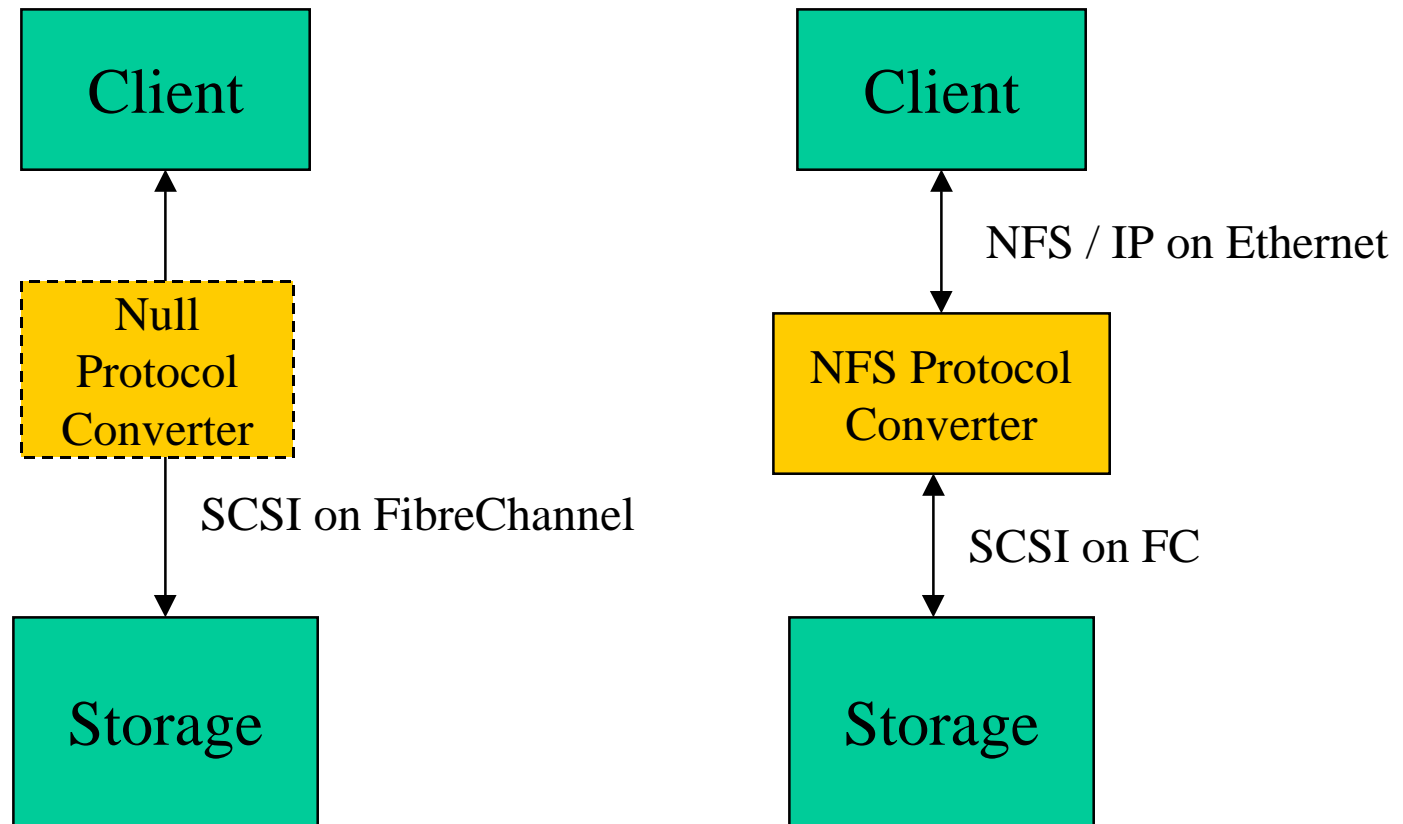 Client
Null
Protocol
Converter
SCSI on FibreChannel
Storage
Client
NFS / IP on Ethernet
NFS Protocol
Converter
SCSI on FC
Storage